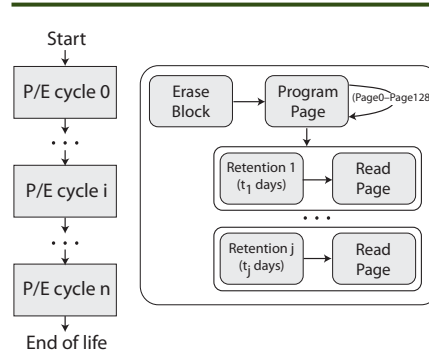 Start
P/E cycle 0
. . .
P/E cycle i
. . .
P/E cycle n
End of life
Erase
Block
Program
Page
(Page0–Page128)
Retention 1
(t1 days)
Read
Page
. . .
Retention j
(tj days)
Read
Page